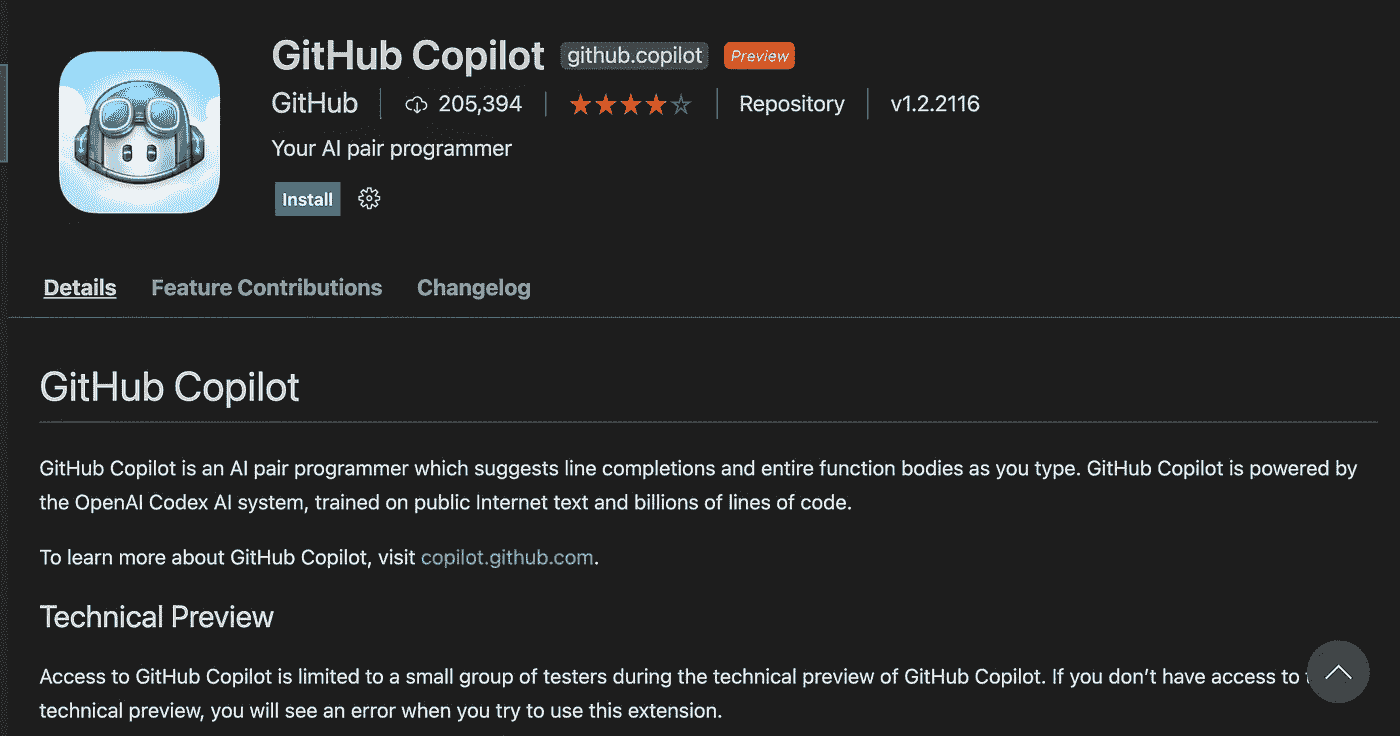 GitHub Copilot github.copilot Preview
GitHub 205,394 Repository v1.2.2116
Your AI pair programmer
Install
Details Feature Contributions Changelog
GitHub Copilot
GitHub Copilot is an AI pair programmer which suggests line completions and entire function bodies as you type. GitHub Copilot is powered by
the OpenAI Codex AI system, trained on public Internet text and billions of lines of code.
To learn more about GitHub Copilot, visit copilot.github.com.
Technical Preview
Access to GitHub Copilot is limited to a small group of testers during the technical preview of GitHub Copilot. If you don’t have access to
technical preview, you will see an error when you try to use this extension.